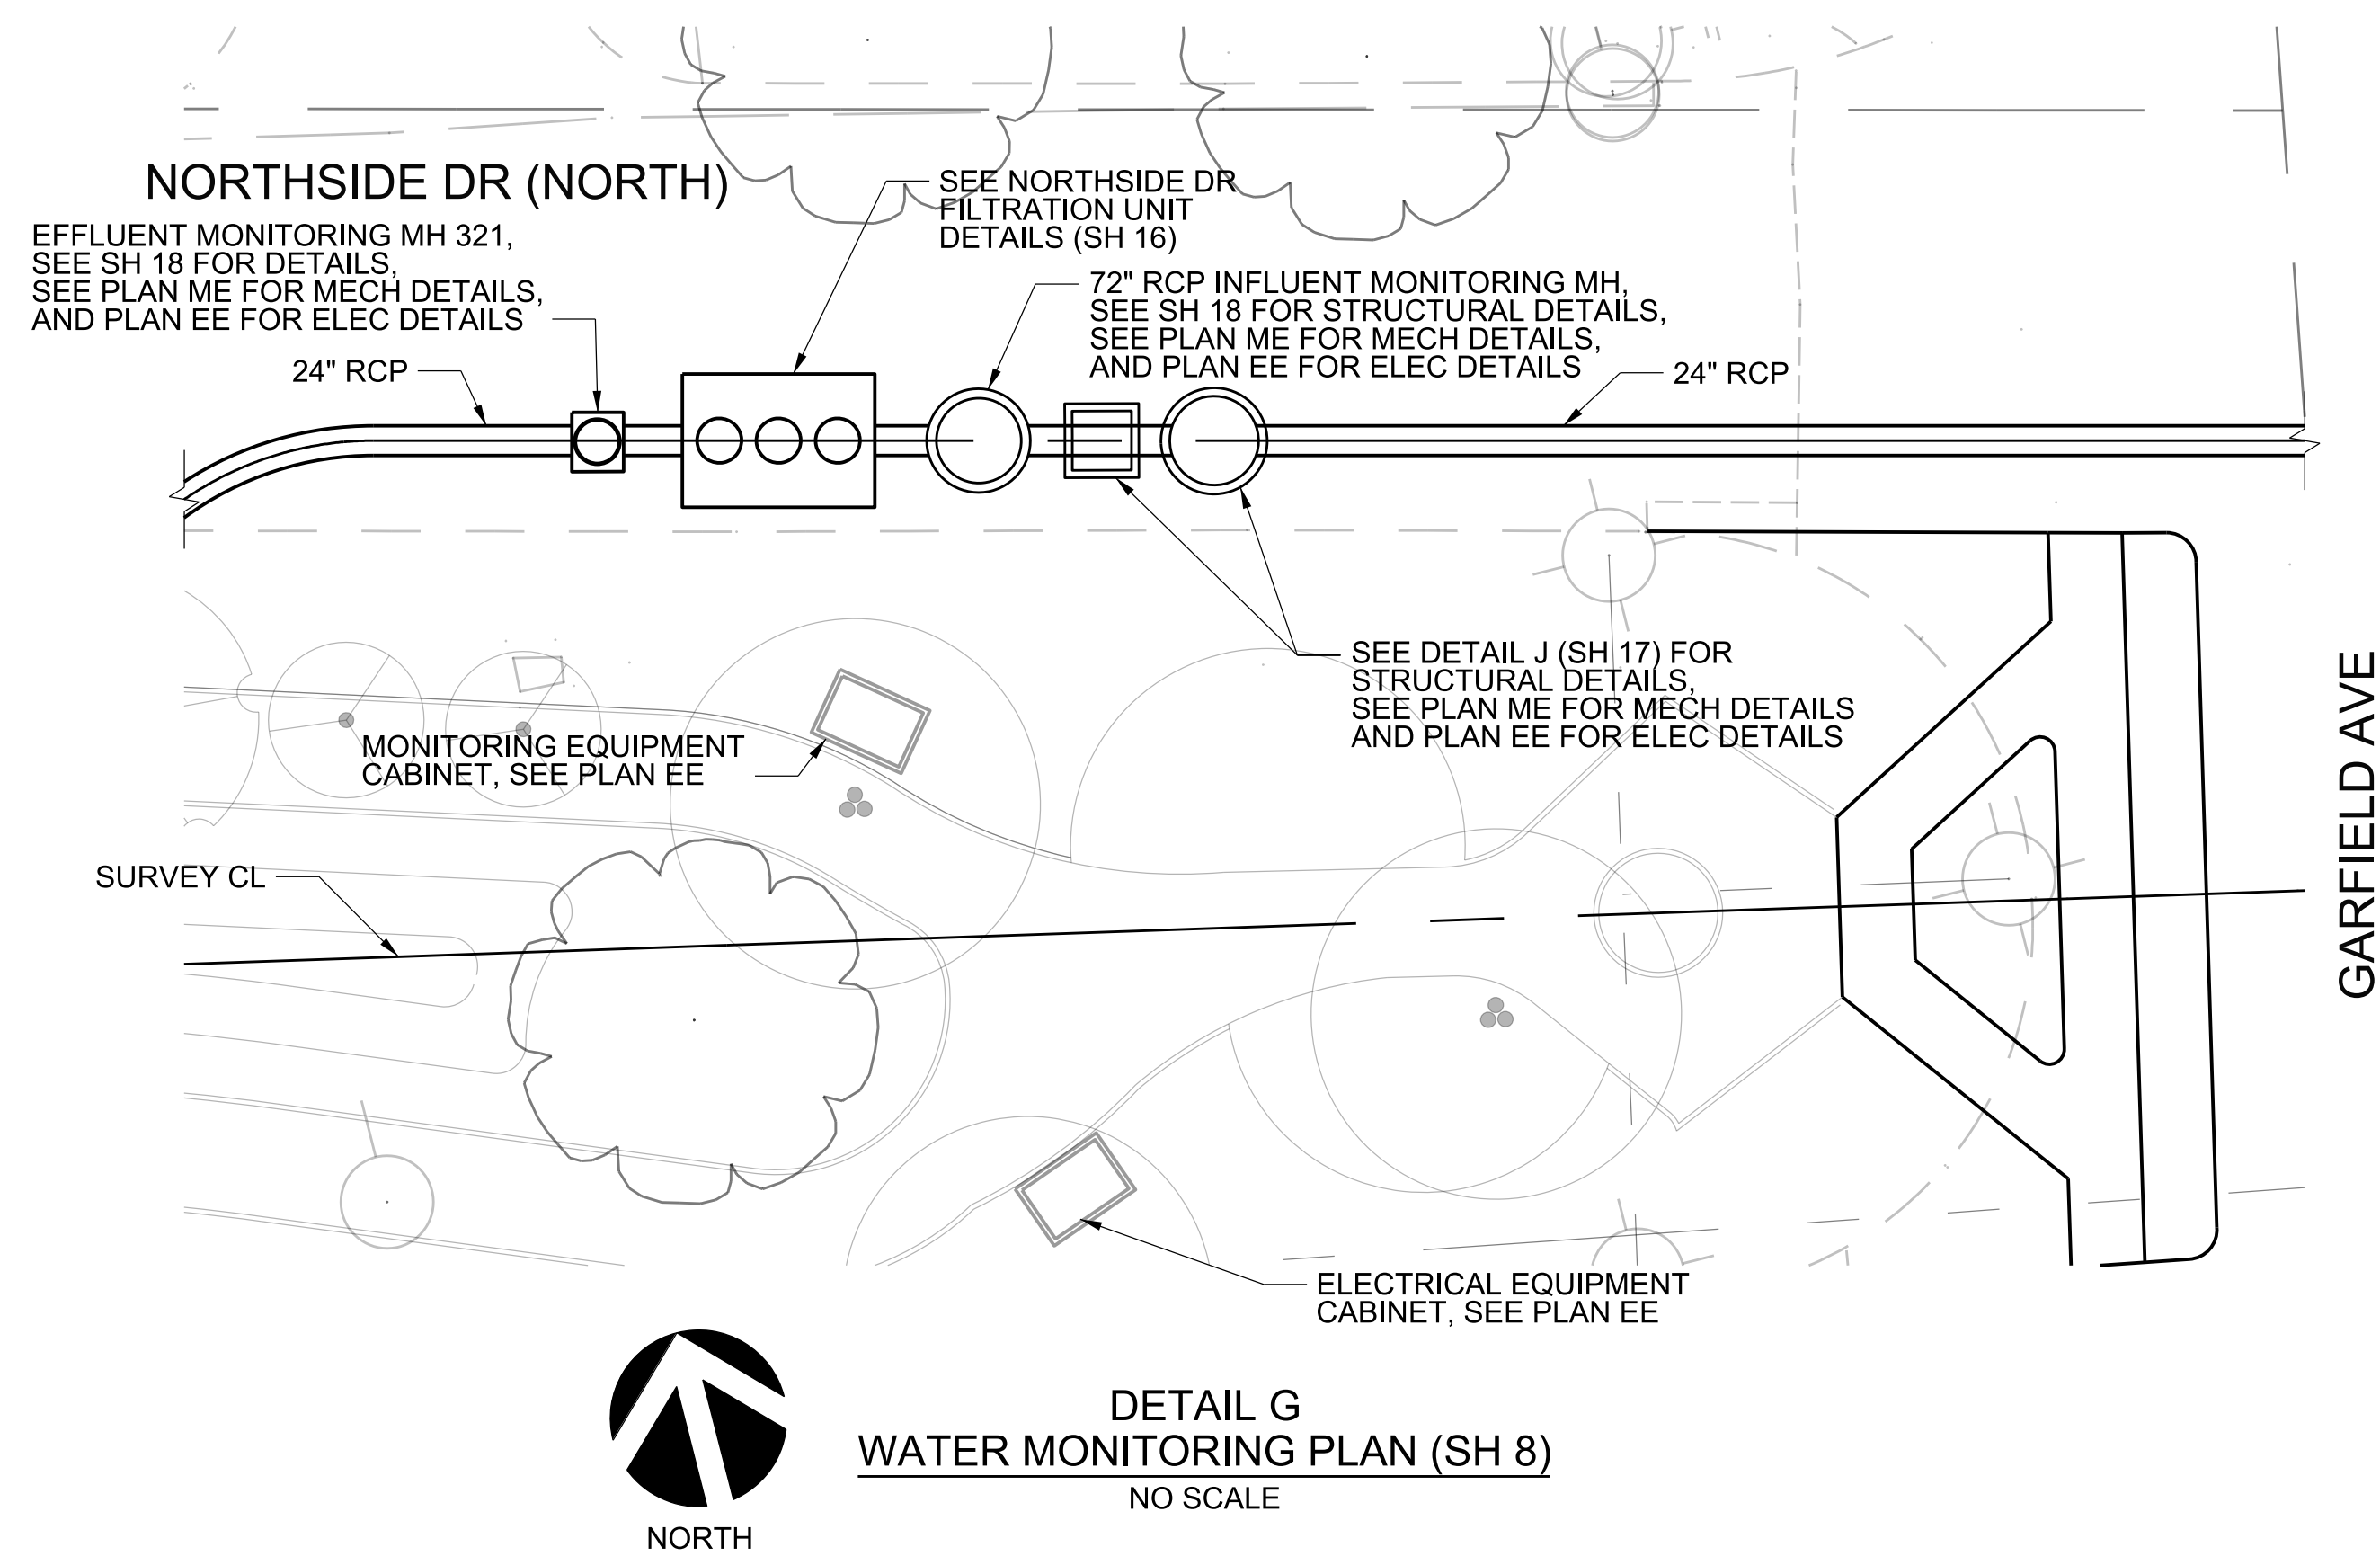 NORTHSIDE DR (NORTH)
EFFLUENT MONITORING MH 321,
SEE SH 18 FOR DETAILS,
SEE PLAN ME FOR MECH DETAILS,
AND PLAN EE FOR ELEC DETAILS
24" RCP
SEE NORTHSIDE DR
FILTRATION UNIT
DETAILS (SH 16)
72" RCP INFLUENT MONITORING MH,
SEE SH 18 FOR STRUCTURAL DETAILS,
SEE PLAN ME FOR MECH DETAILS,
AND PLAN EE FOR ELEC DETAILS
24" RCP
SEE DETAIL J (SH 17) FOR
STRUCTURAL DETAILS,
SEE PLAN ME FOR MECH DETAILS
AND PLAN EE FOR ELEC DETAILS
MONITORING EQUIPMENT
CABINET, SEE PLAN EE
SURVEY CL
GARFIELD AVE
ELECTRICAL EQUIPMENT
CABINET, SEE PLAN EE
NORTH
DETAIL G
WATER MONITORING PLAN (SH 8)
NO SCALE